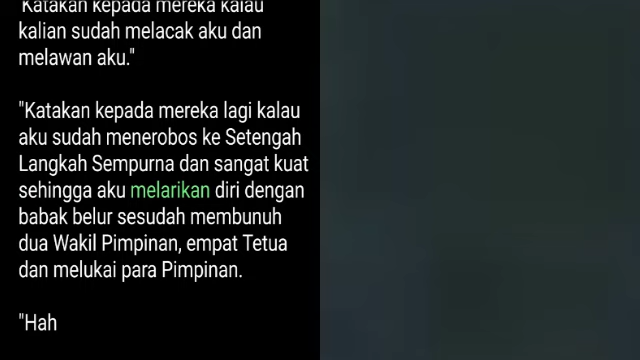 "Katakan kepada mereka kalau
kalian sudah melacak aku dan
melawan aku."
"Katakan kepada mereka lagi kalau
aku sudah menerobos ke Setengah
Langkah Sempurna dan sangat kuat
sehingga aku melarikan diri dengan
babak belur sesudah membunuh
dua Wakil Pimpinan, empat Tetua
dan melukai para Pimpinan.
"Hah